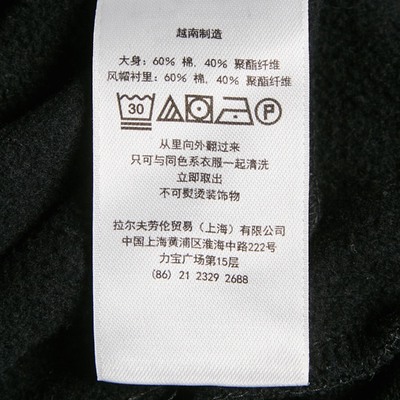 越南制造
大身: 60% 棉, 40% 聚酯纤维
风帽衬里: 60% 棉, 40% 聚酯纤维
30 P
从里向外翻过来
只可与同色系衣服一起清洗
立即取出
不可熨烫装饰物
拉尔夫劳伦贸易（上海）有限公司
中国上海黄浦区淮海中路222号
力宝广场第15层
(86) 21 2329 2688